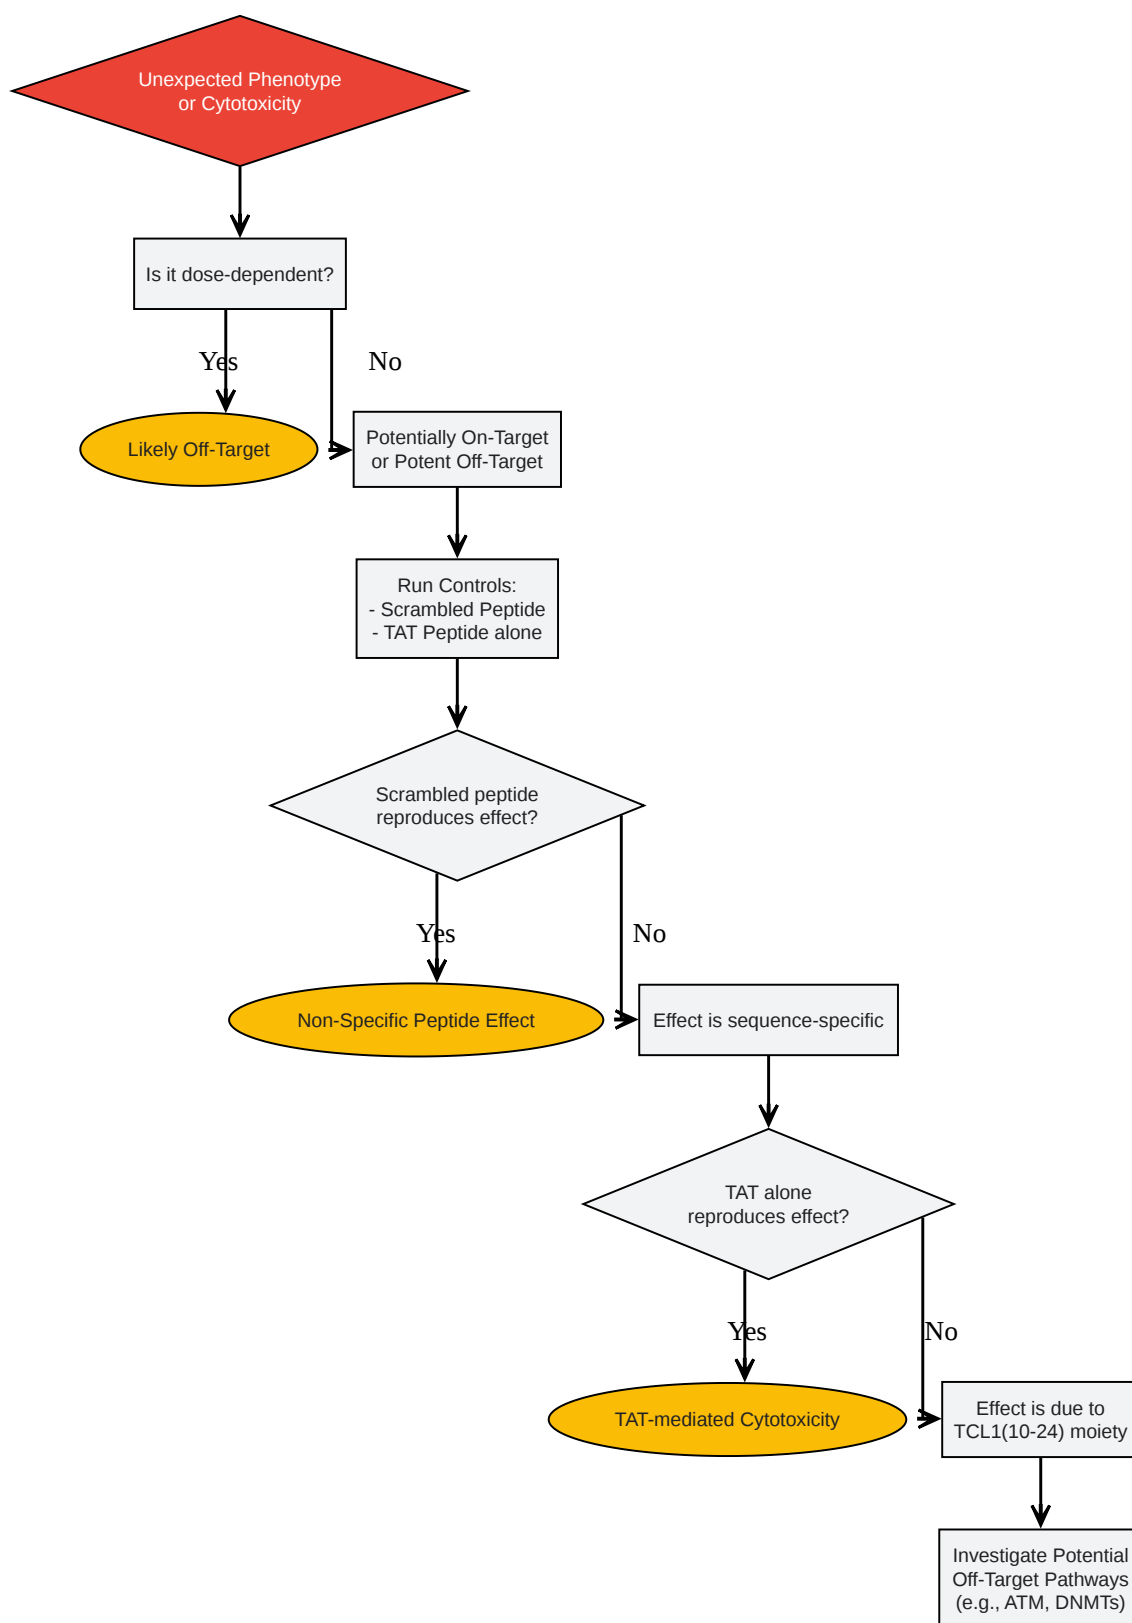 Unexpected Phenotype
or Cytotoxicity
Is it dose-dependent?
Yes
No
Likely Off-Target
Potentially On-Target
or Potent Off-Target
Run Controls:
- Scrambled Peptide
- TAT Peptide alone
Scrambled peptide
reproduces effect?
Yes
No
Non-Specific Peptide Effect
Effect is sequence-specific
TAT alone
reproduces effect?
Yes
No
TAT-mediated Cytotoxicity
Effect is due to
TCL1(10-24) moiety
Investigate Potential
Off-Target Pathways
(e.g., ATM, DNMTs)